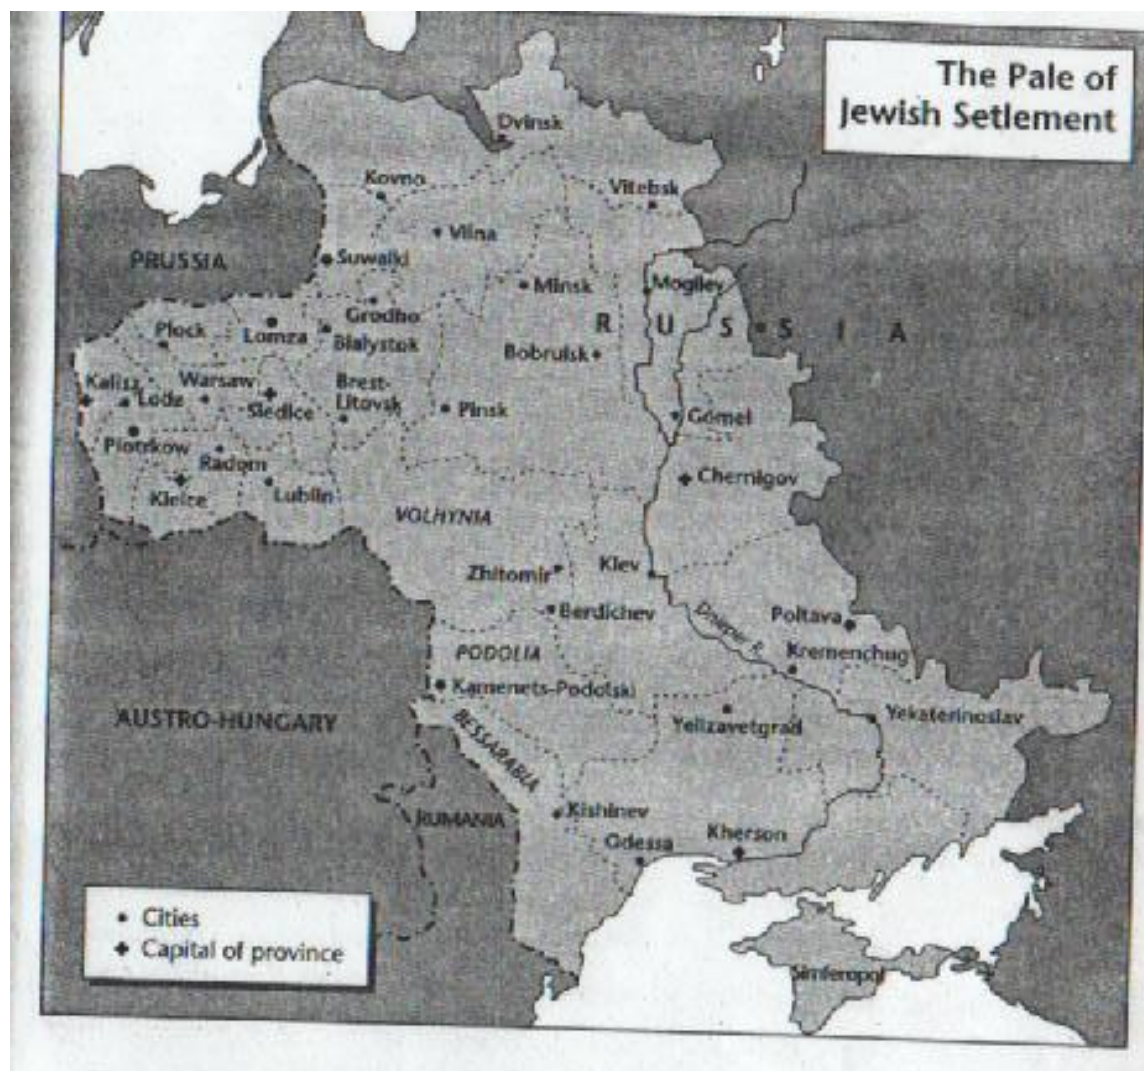 The Pale of
Jewish Setlement
Dvinsk
Kovno
Vitebsk
Vilna
PRUSSIA
Suwalki
Minsk
Mogilev
Grodno
RUSSIA
Plock
Lomza
Bialystok
Bobruisk
Kalisz
Warsaw
Brest-
Litovsk
Lodz
Siedlce
Pinsk
Gomel
Piotrkow
Radom
Chernigov
Kielce
Lublin
VOLHYNIA
Zhitomir
Kiev
Berdichev
Dnieper R.
Poltava
PODOLIA
Kremenchug
Kamenets-Podolski
AUSTRO-HUNGARY
BESSARABIA
Yelizavetgrad
Yekaterinoslav
Kishinev
RUMANIA
Odessa
Kherson
Cities
Capital of province
Simferopol